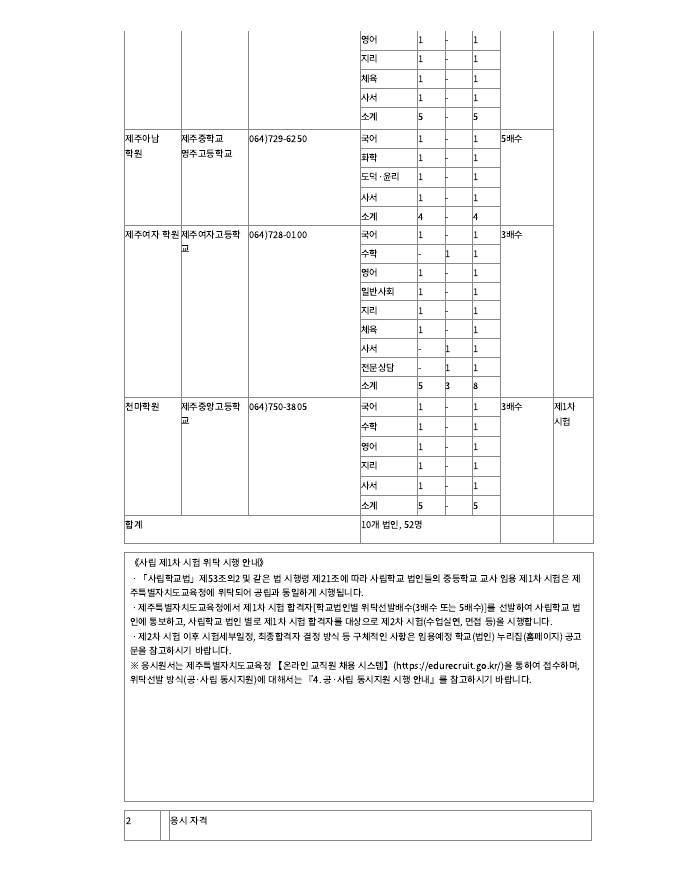 영어 1 - 1
지리 1 - 1
체육 1 - 1
사서 1 - 1
소계 5 - 5
제주아남 학원 제주중학교 영주고등학교 064)729-6250 국어 1 - 1 5배수
화학 1 - 1
도덕·윤리 1 - 1
사서 1 - 1
소계 4 - 4
제주여자 학원 제주여자고등학교 064)728-0100 국어 1 - 1 3배수
수학 - 1 1
영어 1 - 1
일반사회 1 - 1
지리 1 - 1
체육 1 - 1
사서 - 1 1
전문상담 - 1 1
소계 5 3 8
천마학원 제주중앙고등학교 064)750-3805 국어 1 - 1 3배수 제1차 시험
수학 1 - 1
영어 1 - 1
지리 1 - 1
사서 1 - 1
소계 5 - 5
합계 10개 법인, 52명
《사립 제1차 시험 위탁 시행 안내》
· 「사립학교법」제53조의2 및 같은 법 시행령 제21조에 따라 사립학교 법인들의 중등학교 교사 임용 제1차 시험은 제
주특별자치도교육청에 위탁되어 공립과 동일하게 시행됩니다.
· 제주특별자치도교육청에서 제1차 시험 합격자[학교법인별 위탁선발배수(3배수 또는 5배수)]를 선발하여 사립학교 법
인에 통보하고, 사립학교 법인 별로 제1차 시험 합격자를 대상으로 제2차 시험(수업실연, 면접 등)을 시행합니다.
· 제2차 시험 이후 시험세부일정, 최종합격자 결정 방식 등 구체적인 사항은 임용예정 학교(법인) 누리집(홈페이지) 공고
문을 참고하시기 바랍니다.
※ 응시원서는 제주특별자치도교육청 【온라인 교직원 채용 시스템】(https://edurecruit.go.kr/)을 통하여 접수하며,
위탁선발 방식(공·사립 동시지원)에 대해서는 『4. 공·사립 동시지원 시행 안내』를 참고하시기 바랍니다.
2 응시 자격